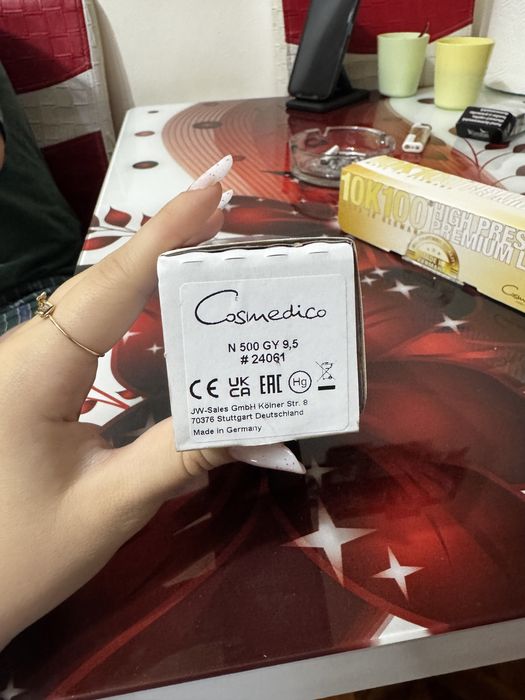 Cosmedico
N 500 GY 9,5
# 24061
CE UK CA EAC Hg
JW-Sales GmbH Kölner Str. 8
70376 Stuttgart Deutschland
Made in Germany
10K100
HIGH PRES
PREMIUM L